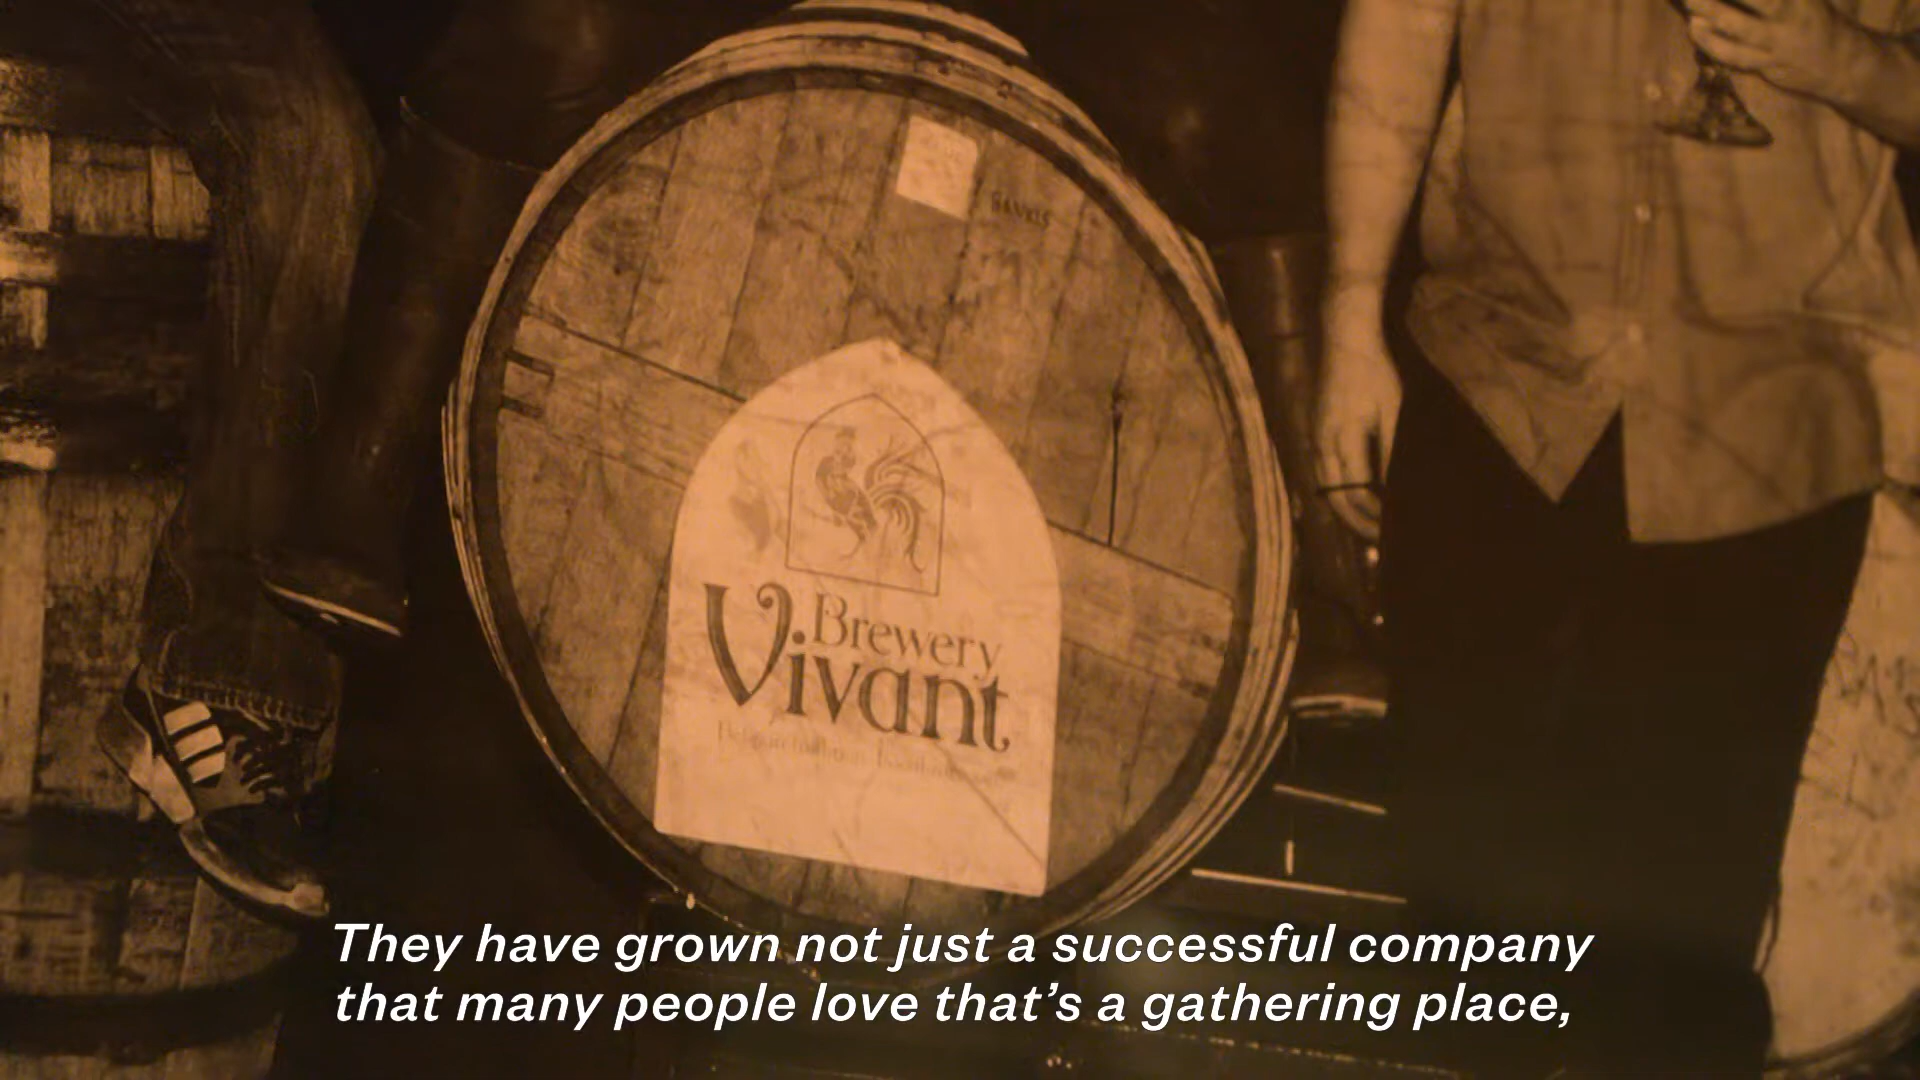 Brewery
Vivant
They have grown not just a successful company
that many people love that's a gathering place,